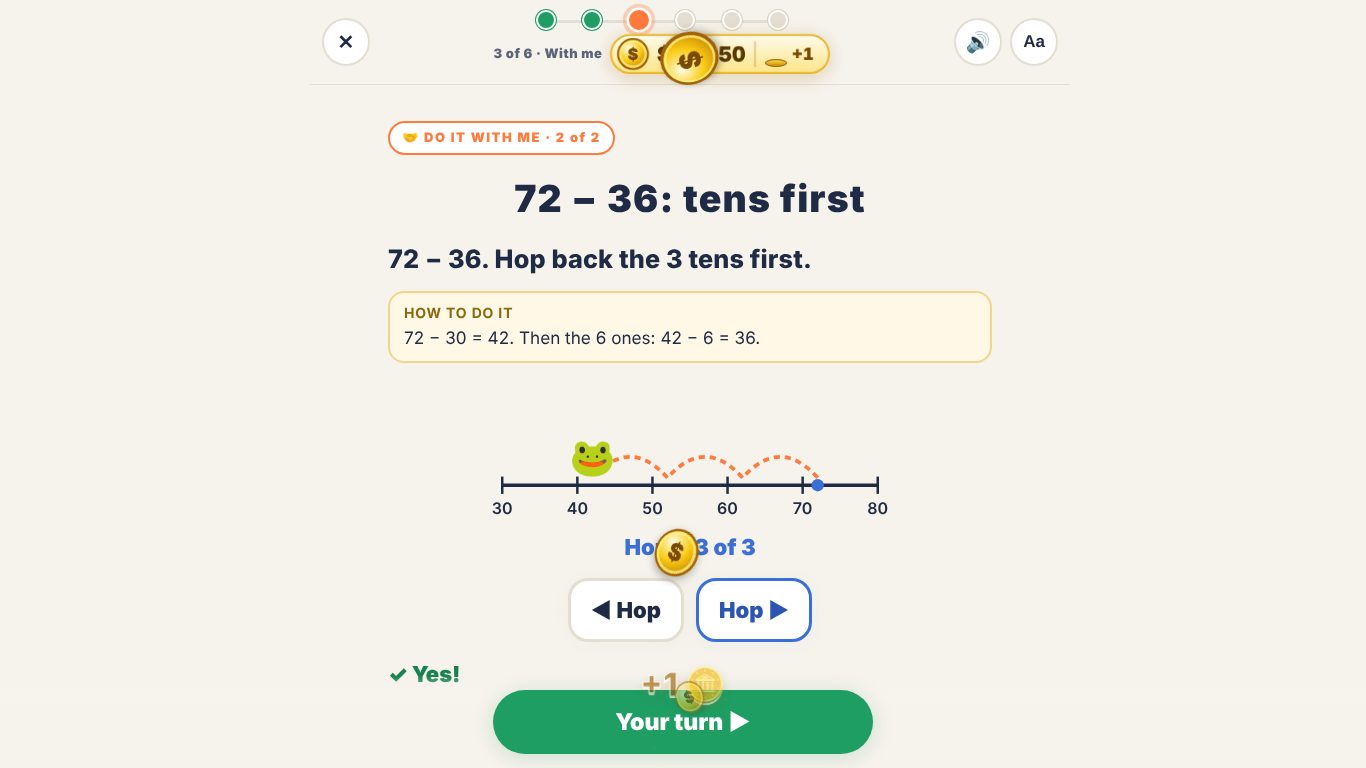 ✕
3 of 6 · With me
$ 50 +1
Aa
DO IT WITH ME · 2 of 2
72 − 36: tens first
72 − 36. Hop back the 3 tens first.
HOW TO DO IT
72 − 30 = 42. Then the 6 ones: 42 − 6 = 36.
30 40 50 60 70 80
3 of 3
◀ Hop
Hop ▶
✓ Yes!
+1
Your turn ▶